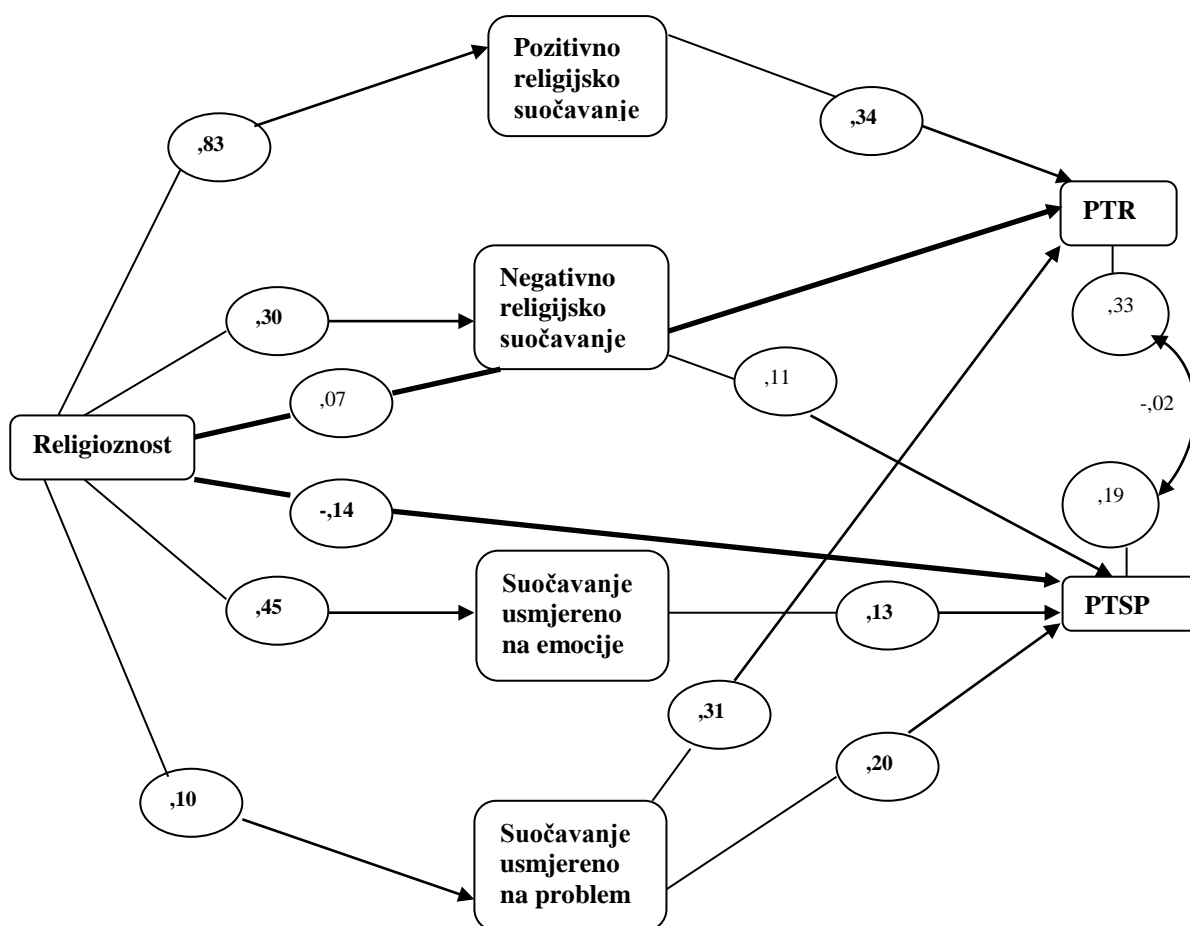 Pozitivno
religijsko
suočavanje
,83
,34
PTR
Negativno
religijsko
suočavanje
,30
,33
,07
,11
-,02
Religioznost
-,14
,19
Suočavanje
usmjereno
na emocije
,45
,13
PTSP
,31
,20
,10
Suočavanje
usmjereno
na problem